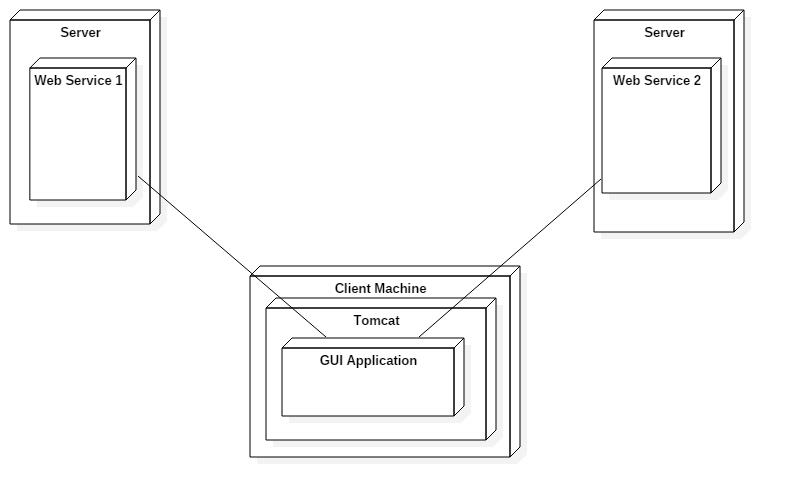 Server
Web Service 1
Server
Web Service 2
Client Machine
Tomcat
GUI Application